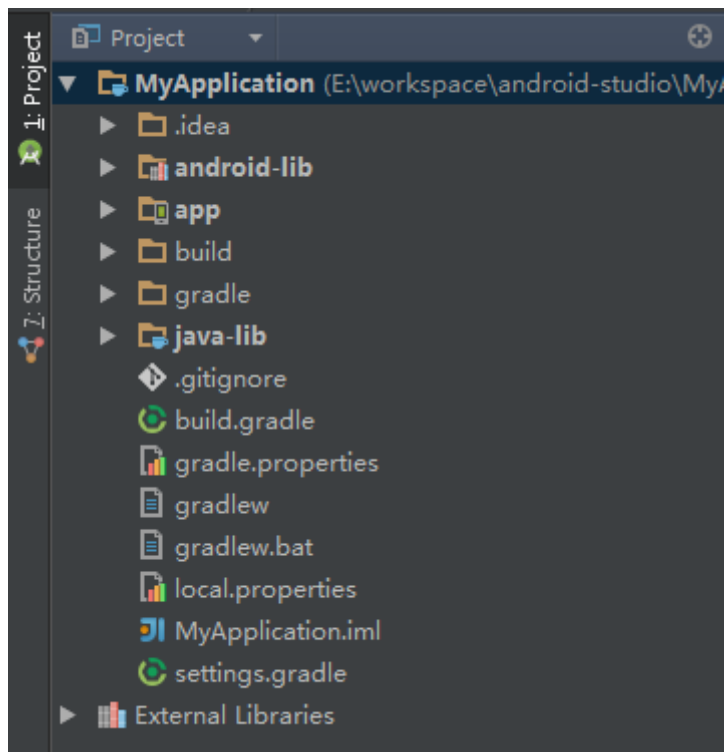 Project
1: Project
MyApplication (E:\workspace\android-studio\MyA
.idea
android-lib
app
build
7: Structure
gradle
java-lib
.gitignore
build.gradle
gradle.properties
gradlew
gradlew.bat
local.properties
MyApplication.iml
settings.gradle
External Libraries